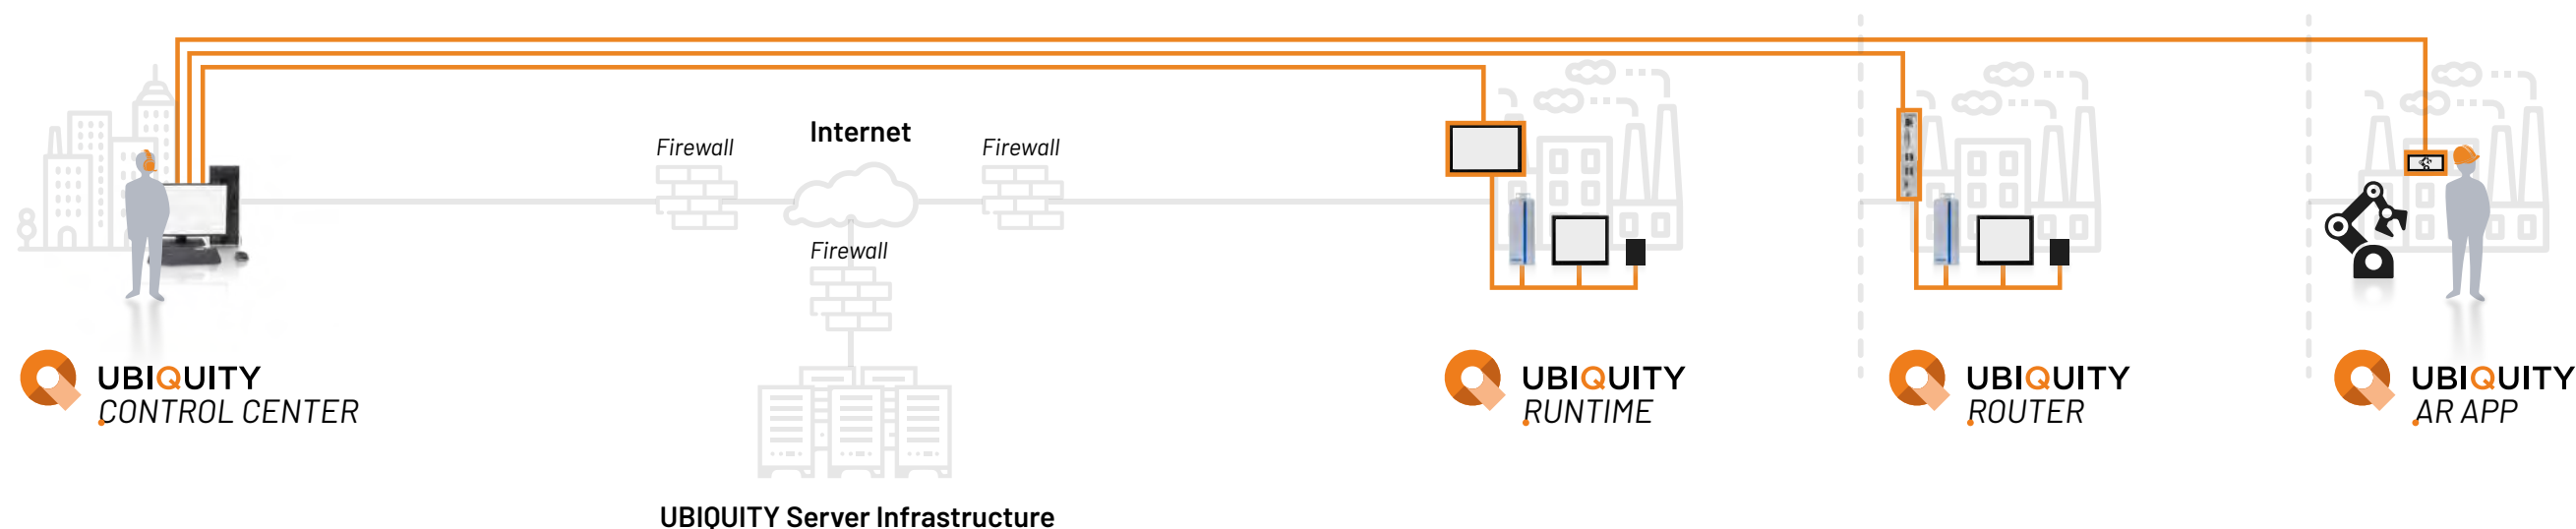 Internet
Firewall
Firewall
Firewall
UBIQUITY
CONTROL CENTER
UBIQUITY
RUNTIME
UBIQUITY
ROUTER
UBIQUITY
AR APP
UBIQUITY Server Infrastructure